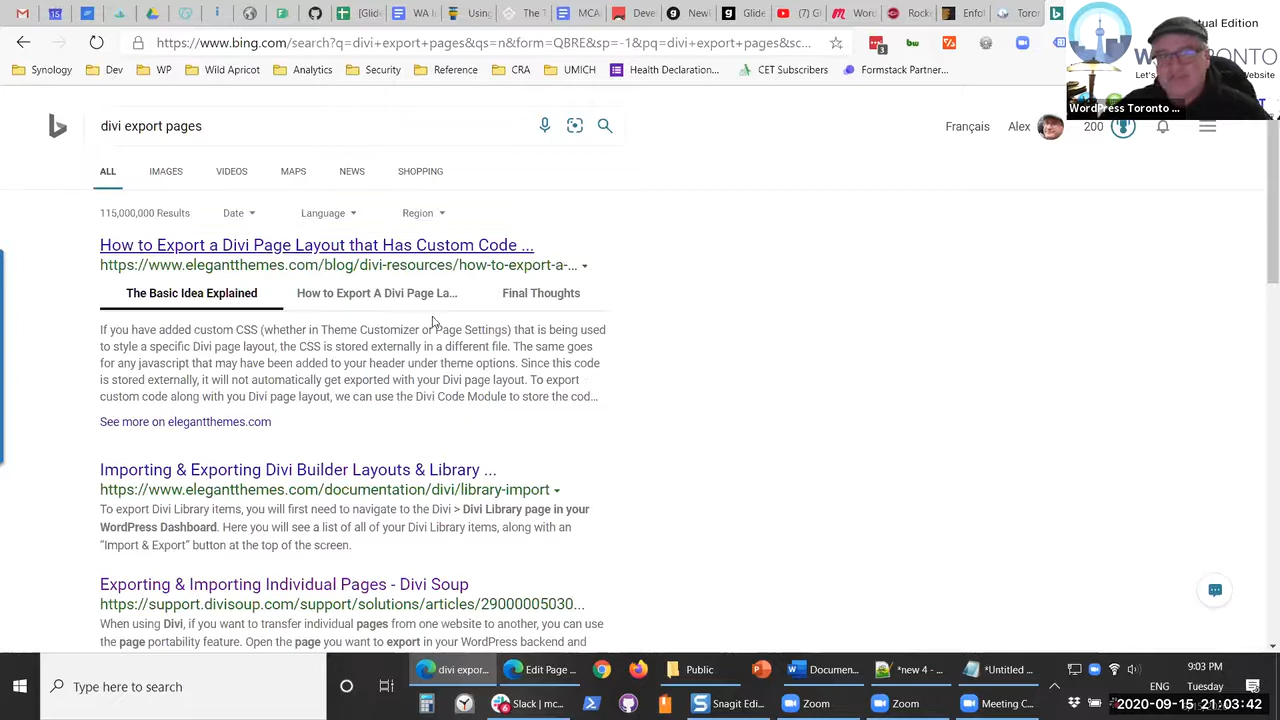 WA I
The
MCA
Deve
New
Glide
(7) G
Word
Enfol
Toror
https://www.bing.com/search?q=divi+export+pages&qs=n&form=QBRE&sp=-1&pq=divi+export+pages&sc...
3
tual Edition
Synology
Dev
WP
Wild Apricot
Analytics
Security
Reference
CRA
UMICH
Health Declaration...
CET Subscribers
Formstack Partner...
Let's
Website
WordPress Toronto ...
divi export pages
Français
Alex
200
ALL
IMAGES
VIDEOS
MAPS
NEWS
SHOPPING
115,000,000 Results
Date
Language
Region
How to Export a Divi Page Layout that Has Custom Code ...
https://www.elegantthemes.com/blog/divi-resources/how-to-export-a-...
The Basic Idea Explained
How to Export A Divi Page La...
Final Thoughts
If you have added custom CSS (whether in Theme Customizer or Page Settings) that is being used
to style a specific Divi page layout, the CSS is stored externally in a different file. The same goes
for any javascript that may have been added to your header under theme options. Since this code
is stored externally, it will not automatically get exported with your Divi page layout. To export
custom code along with you Divi page layout, we can use the Divi Code Module to store the cod...
See more on elegantthemes.com
Importing & Exporting Divi Builder Layouts & Library ...
https://www.elegantthemes.com/documentation/divi/library-import
To export Divi Library items, you will first need to navigate to the Divi > Divi Library page in your
WordPress Dashboard. Here you will see a list of all of your Divi Library items, along with an
“Import & Export” button at the top of the screen.
Exporting & Importing Individual Pages - Divi Soup
https://support.divisoup.com/support/solutions/articles/29000005030...
When using Divi, if you want to transfer individual pages from one website to another, you can use
the page portability feature. Open the page you want to export in your WordPress backend and
Type here to search
divi expor...
Edit Page ...
Public
Documen...
*new 4 - ...
*Untitled ...
Slack | mc...
Snagit Edi...
Zoom
Zoom
Meeting C...
9:03 PM
ENG
Tuesday
2020-09-15 21:03:42